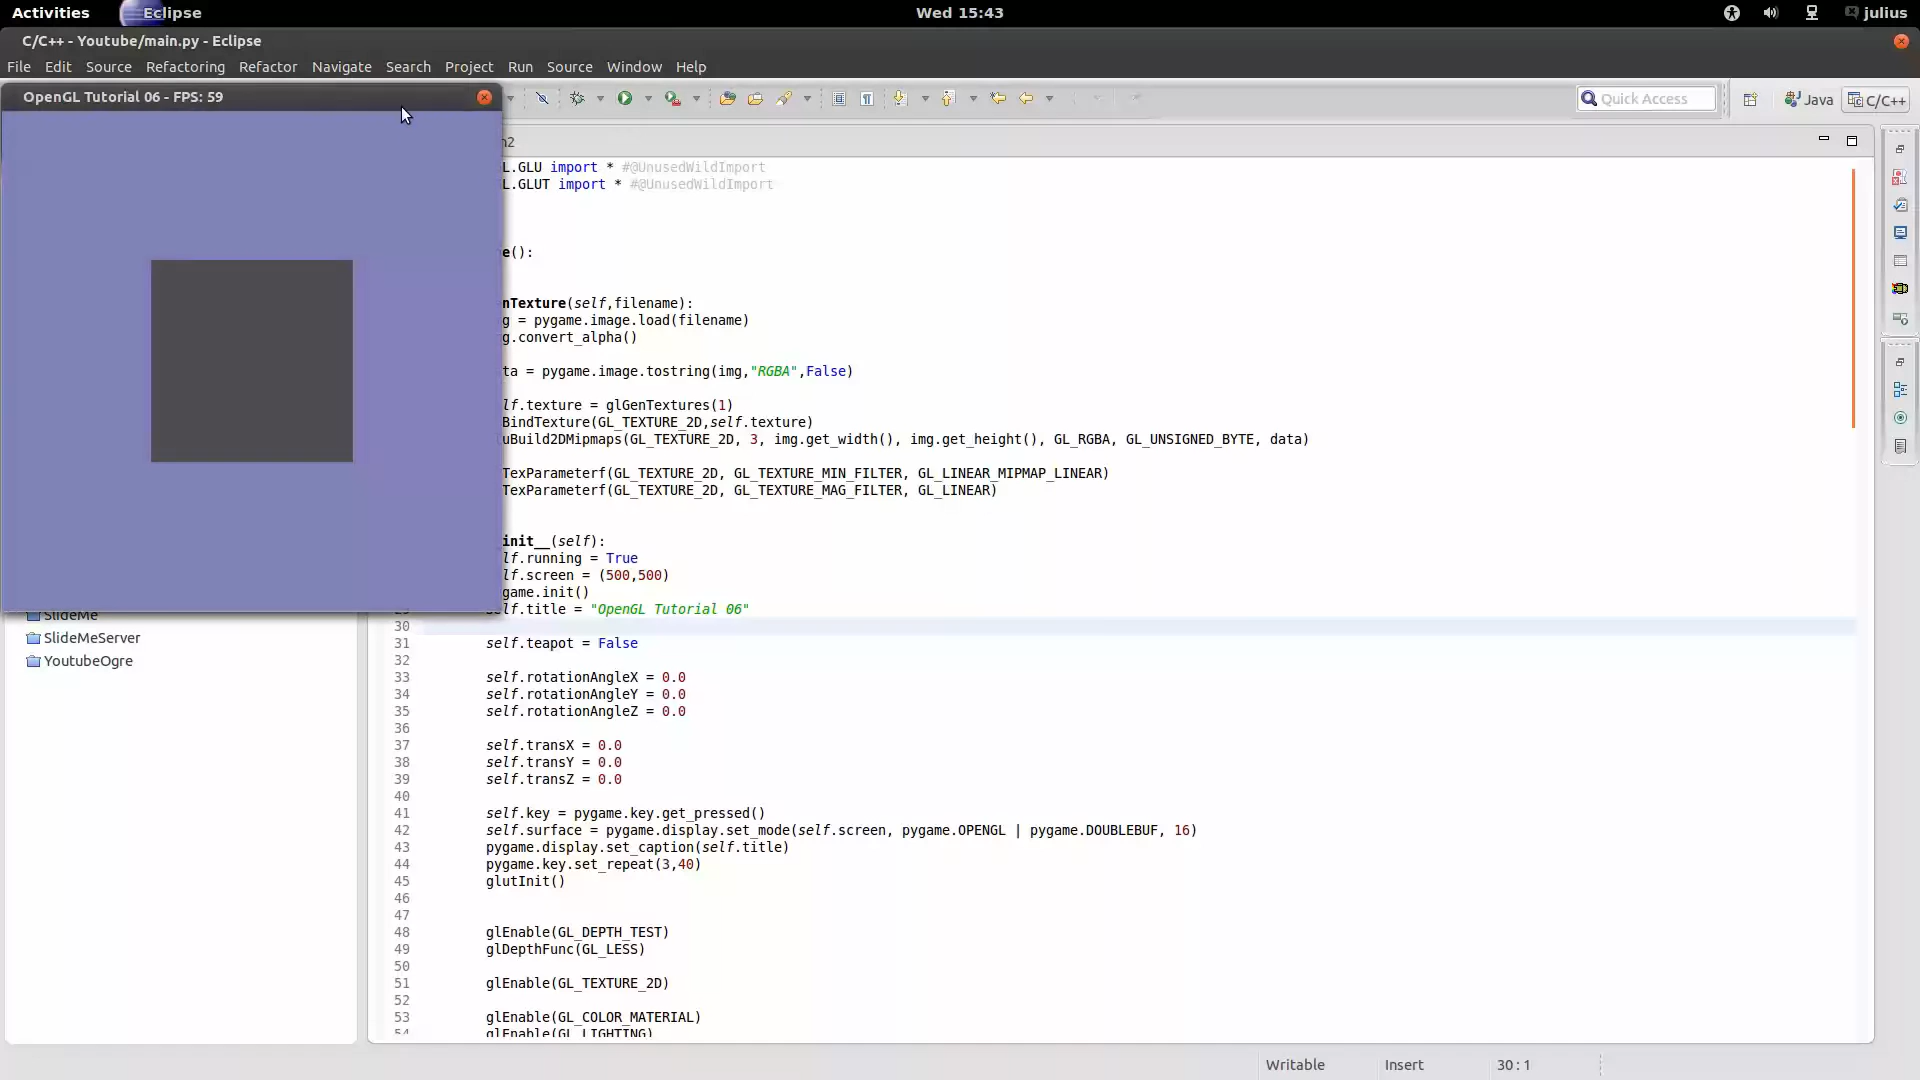 Activities Eclipse Wed 15:43 julius
C/C++ - Youtube/main.py - Eclipse
File Edit Source Refactoring Refactor Navigate Search Project Run Source Window Help
OpenGL Tutorial 06 - FPS: 59
Quick Access Java C/C++
n2
L.GLU import * #@UnusedWildImport
L.GLUT import * #@UnusedWildImport
e():
nTexture(self,filename):
g = pygame.image.load(filename)
g.convert_alpha()
ta = pygame.image.tostring(img,"RGBA",False)
lf.texture = glGenTextures(1)
BindTexture(GL_TEXTURE_2D,self.texture)
uBuild2DMipmaps(GL_TEXTURE_2D, 3, img.get_width(), img.get_height(), GL_RGBA, GL_UNSIGNED_BYTE, data)
TexParameterf(GL_TEXTURE_2D, GL_TEXTURE_MIN_FILTER, GL_LINEAR_MIPMAP_LINEAR)
TexParameterf(GL_TEXTURE_2D, GL_TEXTURE_MAG_FILTER, GL_LINEAR)
init__(self):
lf.running = True
lf.screen = (500,500)
game.init()
lf.title = "OpenGL Tutorial 06"
30
31 self.teapot = False
32
33 self.rotationAngleX = 0.0
34 self.rotationAngleY = 0.0
35 self.rotationAngleZ = 0.0
36
37 self.transX = 0.0
38 self.transY = 0.0
39 self.transZ = 0.0
40
41 self.key = pygame.key.get_pressed()
42 self.surface = pygame.display.set_mode(self.screen, pygame.OPENGL | pygame.DOUBLEBUF, 16)
43 pygame.display.set_caption(self.title)
44 pygame.key.set_repeat(3,40)
45 glutInit()
46
47
48 glEnable(GL_DEPTH_TEST)
49 glDepthFunc(GL_LESS)
50
51 glEnable(GL_TEXTURE_2D)
52
53 glEnable(GL_COLOR_MATERIAL)
54 glEnable(GL_LIGHTING)
SlideMe
SlideMeServer
YoutubeOgre
Writable Insert 30 : 1